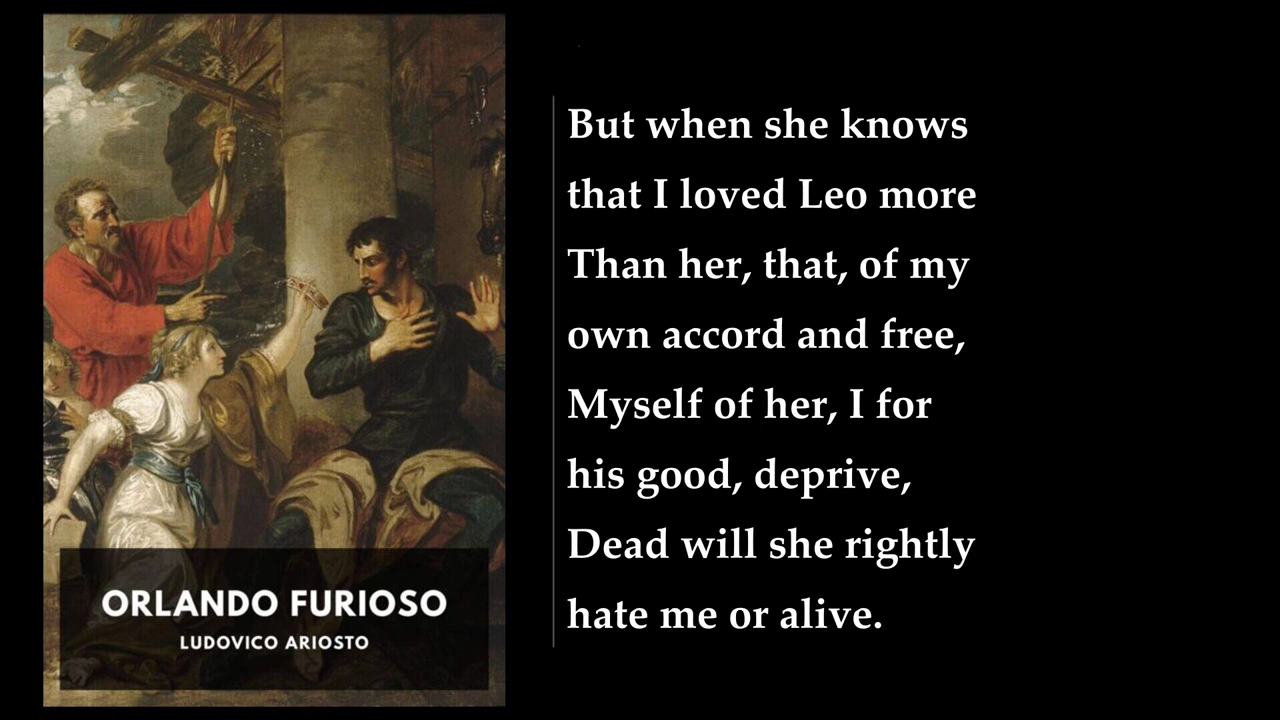 ORLANDO FURIOSO
LUDOVICO ARIOSTO
But when she knows
that I loved Leo more
Than her, that, of my
own accord and free,
Myself of her, I for
his good, deprive,
Dead will she rightly
hate me or alive.